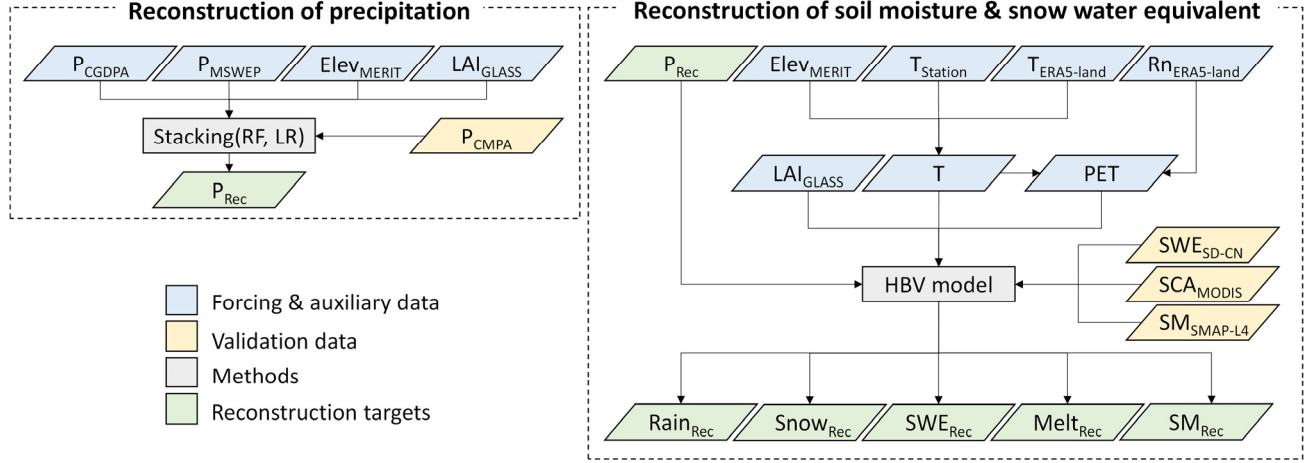 Reconstruction of precipitation
P_CGDPA P_MSWEP Elev_MERIT LAI_GLASS
Stacking(RF, LR)
P_CMPA
P_Rec
Forcing & auxiliary data
Validation data
Methods
Reconstruction targets
Reconstruction of soil moisture & snow water equivalent
P_Rec Elev_MERIT T_Station T_ERA5-land Rn_ERA5-land
LAI_GLASS T PET
SWE_SD-CN
HBV model
SCA_MODIS
SM_SMAP-L4
Rain_Rec Snow_Rec SWE_Rec Melt_Rec SM_Rec